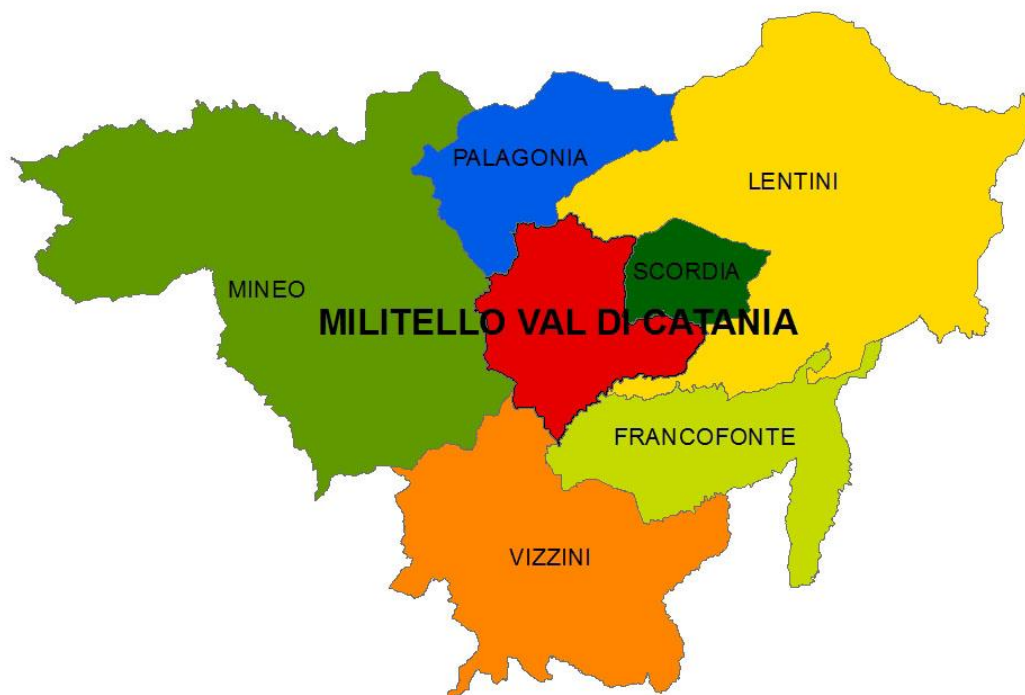 PALAGONIA
LENTINI
SCORDIA
MINEO
MILITELLO VAL DI CATANIA
FRANCOFONTE
VIZZINI